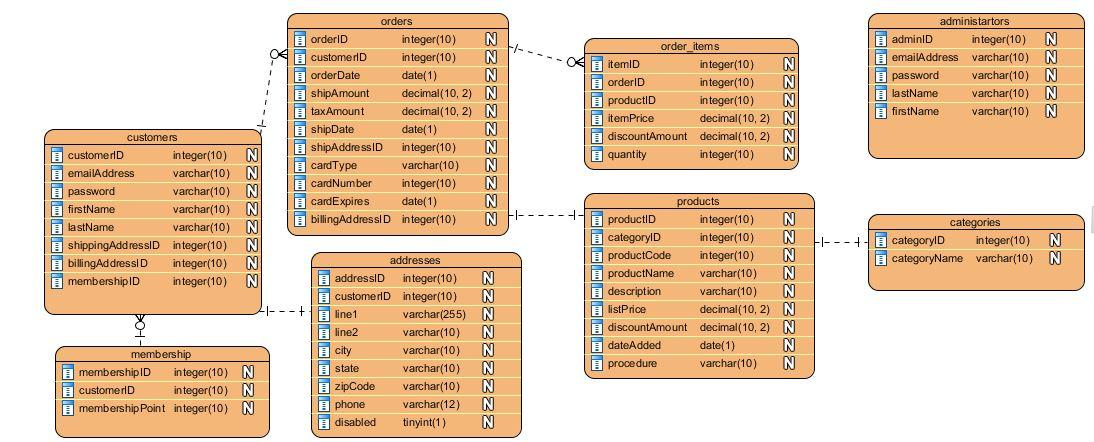 orders
orderID integer(10) N
customerID integer(10) N
orderDate date(1) N
shipAmount decimal(10, 2) N
taxAmount decimal(10, 2) N
shipDate date(1) N
shipAddressID integer(10) N
cardType varchar(10) N
cardNumber integer(10) N
cardExpires date(1) N
billingAddressID integer(10) N
order_items
itemID integer(10) N
orderID integer(10) N
productID integer(10) N
itemPrice decimal(10, 2) N
discountAmount decimal(10, 2) N
quantity integer(10) N
administartors
adminID integer(10) N
emailAddress varchar(10) N
password varchar(10) N
lastName varchar(10) N
firstName varchar(10) N
customers
customerID integer(10) N
emailAddress varchar(10) N
password varchar(10) N
firstName varchar(10) N
lastName varchar(10) N
shippingAddressID integer(10) N
billingAddressID integer(10) N
membershipID integer(10) N
products
productID integer(10) N
categoryID integer(10) N
productCode integer(10) N
productName varchar(10) N
description varchar(10) N
listPrice decimal(10, 2) N
discountAmount decimal(10, 2) N
dateAdded date(1) N
procedure varchar(10) N
categories
categoryID integer(10) N
categoryName varchar(10) N
addresses
addressID integer(10) N
customerID integer(10) N
line1 varchar(255) N
line2 varchar(10) N
city varchar(10) N
state varchar(10) N
zipCode varchar(10) N
phone varchar(12) N
disabled tinyint(1) N
membership
membershipID integer(10) N
customerID integer(10) N
membershipPoint integer(10) N